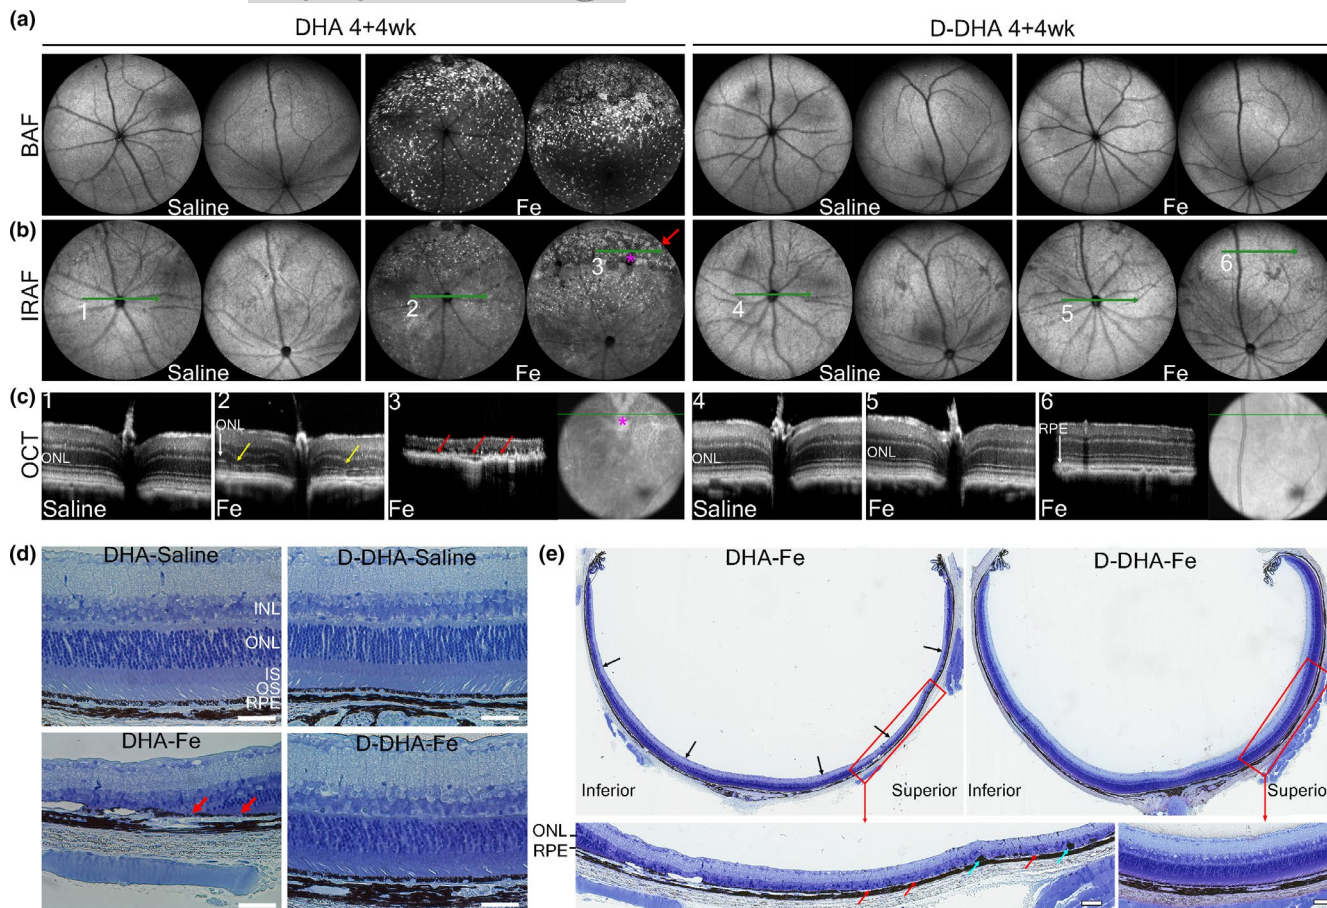 (a)
DHA 4+4wk
D-DHA 4+4wk
BAF
Saline
Fe
Saline
Fe
(b)
IRAF
1
2
3
*
4
5
6
Saline
Fe
Saline
Fe
(c)
OCT
1
ONL
Saline
2
ONL
Fe
3
Fe
*
4
ONL
Saline
5
ONL
Fe
6
RPE
Fe
(d)
DHA-Saline
INL
ONL
IS
OS
RPE
D-DHA-Saline
DHA-Fe
D-DHA-Fe
(e)
DHA-Fe
Inferior
Superior
D-DHA-Fe
Inferior
Superio
ONL
RPE